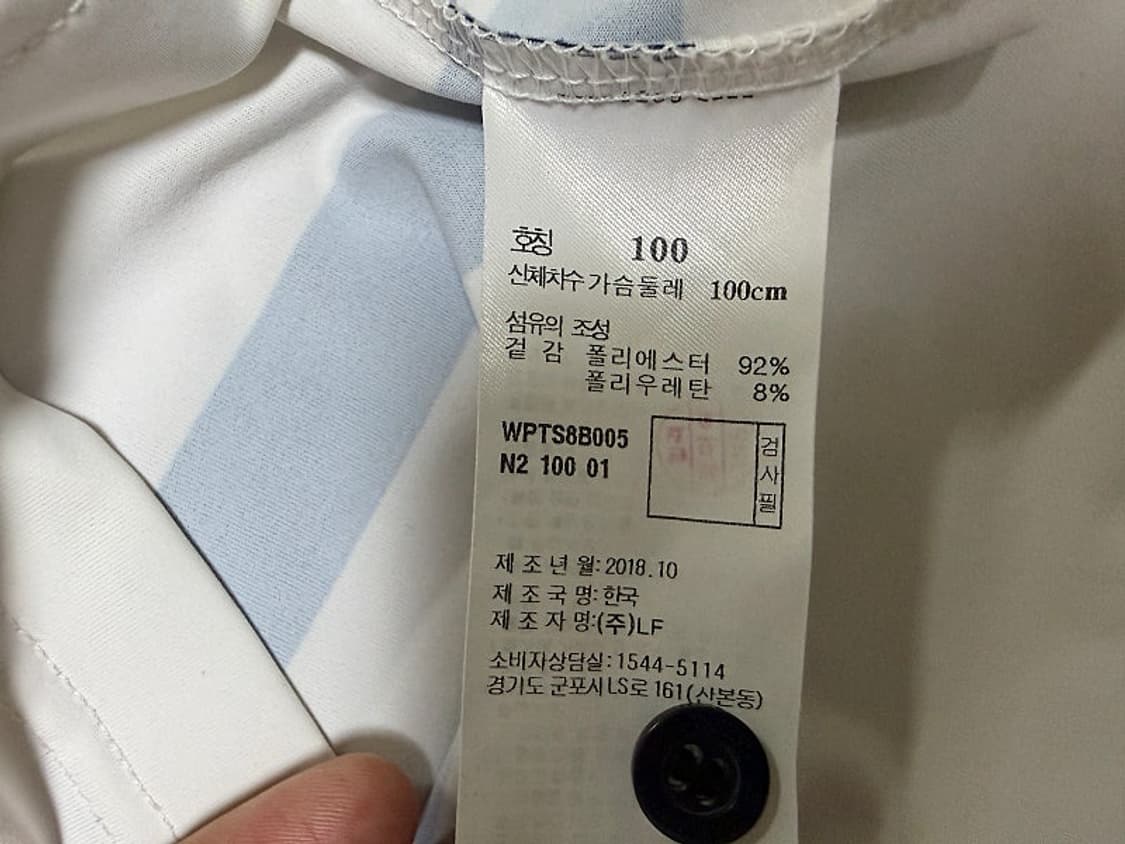 호칭 100
신체치수 가슴둘레 100cm
섬유의 조성
겉 감 폴리에스터 92%
폴리우레탄 8%
WPTS8B005
N2 100 01
검사필
제 조 년 월: 2018.10
제 조 국 명: 한국
제 조 자 명:(주)LF
소비자상담실: 1544-5114
경기도 군포시 LS로 161(산본동)